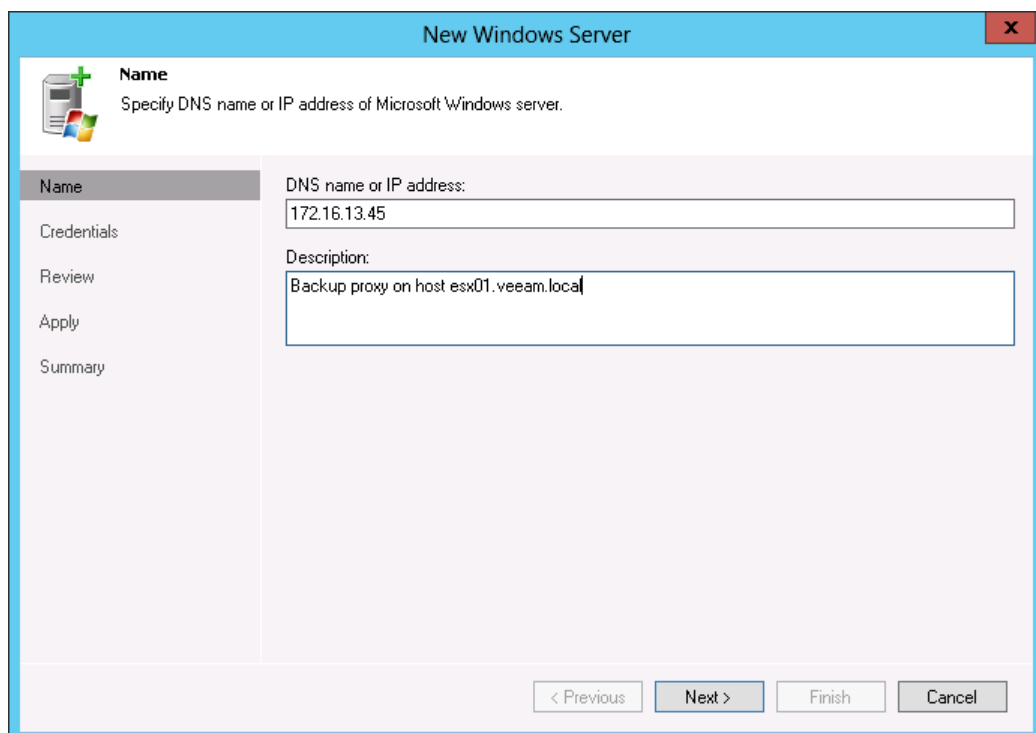 New Windows Server
x
Name
Specify DNS name or IP address of Microsoft Windows server.
Name
Credentials
Review
Apply
Summary
DNS name or IP address:
172.16.13.45
Description:
Backup proxy on host esx01.veeam.local
< Previous
Next >
Finish
Cancel